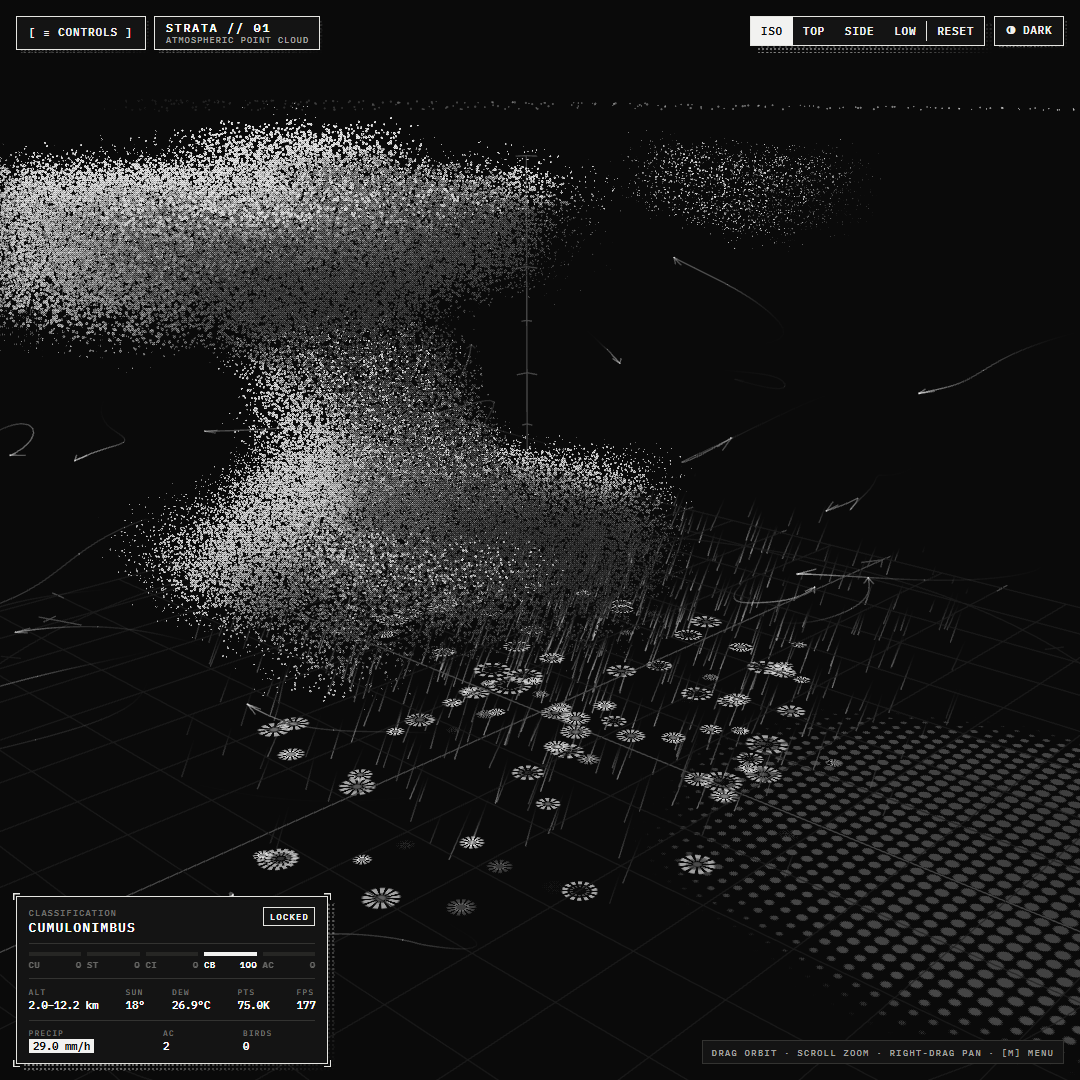 [ ≡ CONTROLS ]
STRATA // 01
ATMOSPHERIC POINT CLOUD
ISO TOP SIDE LOW RESET
DARK
CLASSIFICATION
CUMULONIMBUS
LOCKED
CU 0 ST 0 CI 0 CB 100 AC 0
ALT SUN DEW PTS FPS
2.0–12.2 km 18° 26.9°C 75.0K 177
PRECIP AC BIRDS
29.0 mm/h 2 0
DRAG ORBIT · SCROLL ZOOM · RIGHT-DRAG PAN · [M] MENU